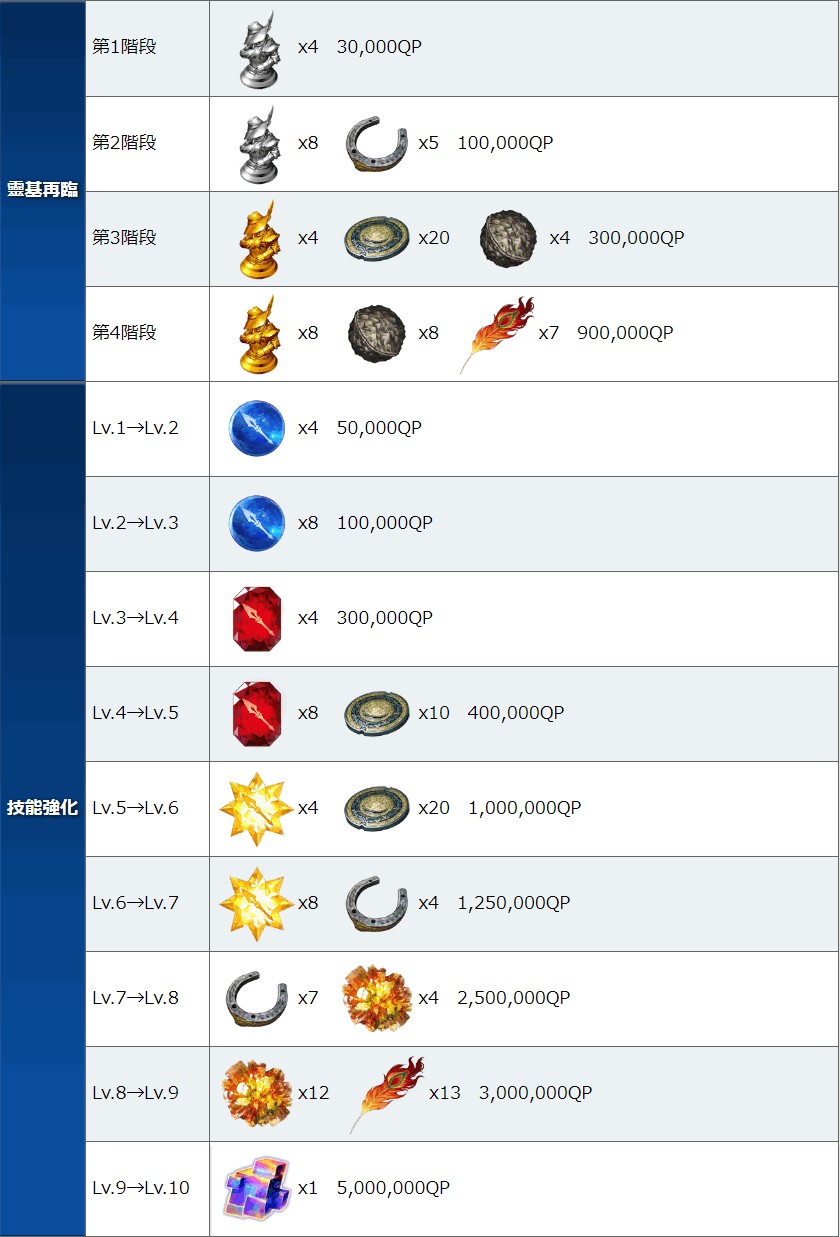 靈基再臨
第1階段 x4 30,000QP
第2階段 x8 x5 100,000QP
第3階段 x4 x20 x4 300,000QP
第4階段 x8 x8 x7 900,000QP
技能強化
Lv.1→Lv.2 x4 50,000QP
Lv.2→Lv.3 x8 100,000QP
Lv.3→Lv.4 x4 300,000QP
Lv.4→Lv.5 x8 x10 400,000QP
Lv.5→Lv.6 x4 x20 1,000,000QP
Lv.6→Lv.7 x8 x4 1,250,000QP
Lv.7→Lv.8 x7 x4 2,500,000QP
Lv.8→Lv.9 x12 x13 3,000,000QP
Lv.9→Lv.10 x1 5,000,000QP